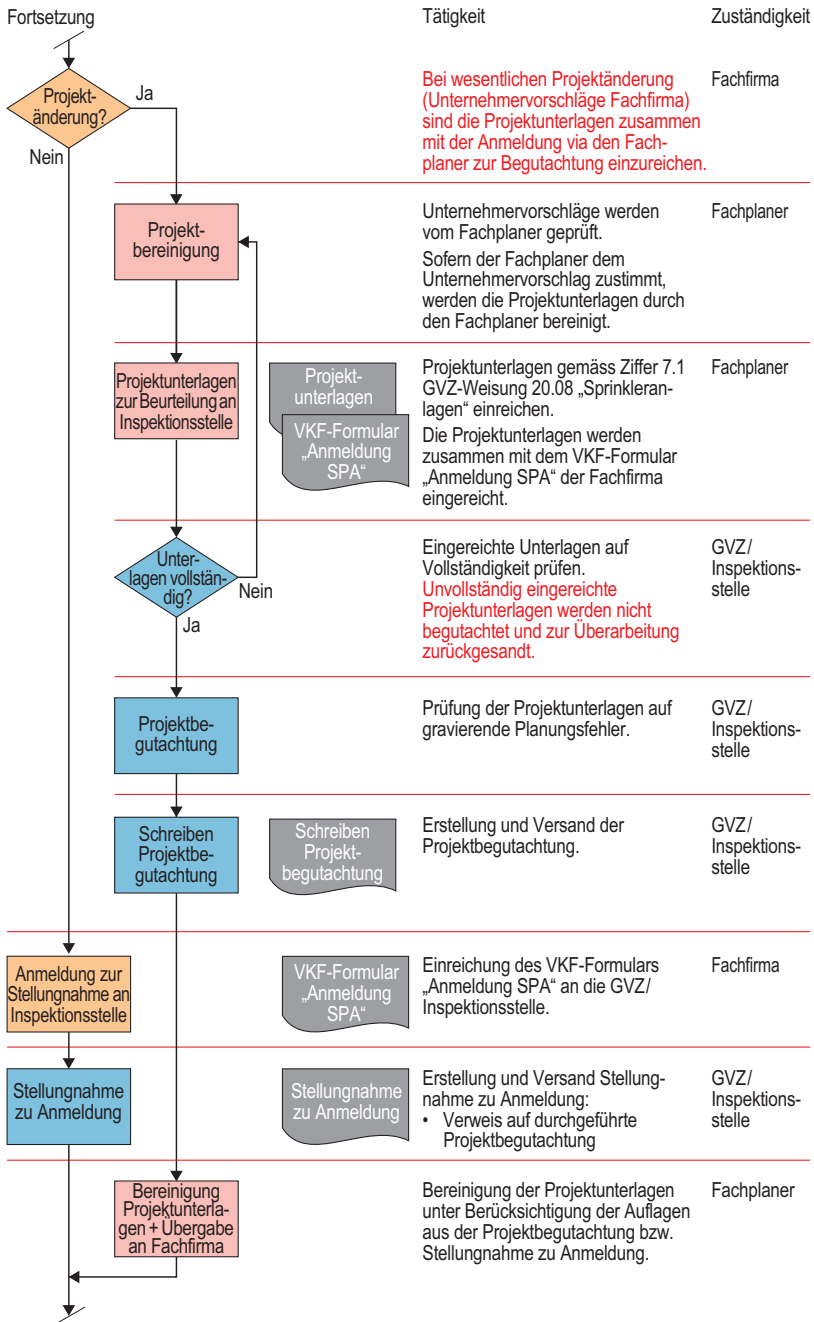 Fortsetzung
Tätigkeit
Zuständigkeit
Projekt-
änderung?
Ja
Nein
Bei wesentlichen Projektänderung
(Unternehmervorschläge Fachfirma)
sind die Projektunterlagen zusammen
mit der Anmeldung via den Fach-
planer zur Begutachtung einzureichen.
Fachfirma
Projekt-
bereinigung
Unternehmervorschläge werden
vom Fachplaner geprüft.
Sofern der Fachplaner dem
Unternehmervorschlag zustimmt,
werden die Projektunterlagen durch
den Fachplaner bereinigt.
Fachplaner
Projektunterlagen
zur Beurteilung an
Inspektionsstelle
Projekt-
unterlagen
VKF-Formular
„Anmeldung
SPA“
Projektunterlagen gemäss Ziffer 7.1
GVZ-Weisung 20.08 „Sprinkleran-
lagen“ einreichen.
Die Projektunterlagen werden
zusammen mit dem VKF-Formular
„Anmeldung SPA“ der Fachfirma
eingereicht.
Fachplaner
Unter-
lagen vollstän-
dig?
Nein
Ja
Eingereichte Unterlagen auf
Vollständigkeit prüfen.
Unvollständig eingereichte
Projektunterlagen werden nicht
begutachtet und zur Überarbeitung
zurückgesandt.
GVZ/
Inspektions-
stelle
Projektbe-
gutachtung
Prüfung der Projektunterlagen auf
gravierende Planungsfehler.
GVZ/
Inspektions-
stelle
Schreiben
Projektbe-
gutachtung
Schreiben
Projekt-
begutachtung
Erstellung und Versand der
Projektbegutachtung.
GVZ/
Inspektions-
stelle
Anmeldung zur
Stellungnahme an
Inspektionsstelle
VKF-Formular
„Anmeldung
SPA“
Einreichung des VKF-Formulars
„Anmeldung SPA“ an die GVZ/
Inspektionsstelle.
Fachfirma
Stellungnahme
zu Anmeldung
Stellungnahme
zu Anmeldung
Erstellung und Versand Stellung-
nahme zu Anmeldung:
• Verweis auf durchgeführte
Projektbegutachtung
GVZ/
Inspektions-
stelle
Bereinigung
Projektunterla-
gen + Übergabe
an Fachfirma
Bereinigung der Projektunterlagen
unter Berücksichtigung der Auflagen
aus der Projektbegutachtung bzw.
Stellungnahme zu Anmeldung.
Fachplaner